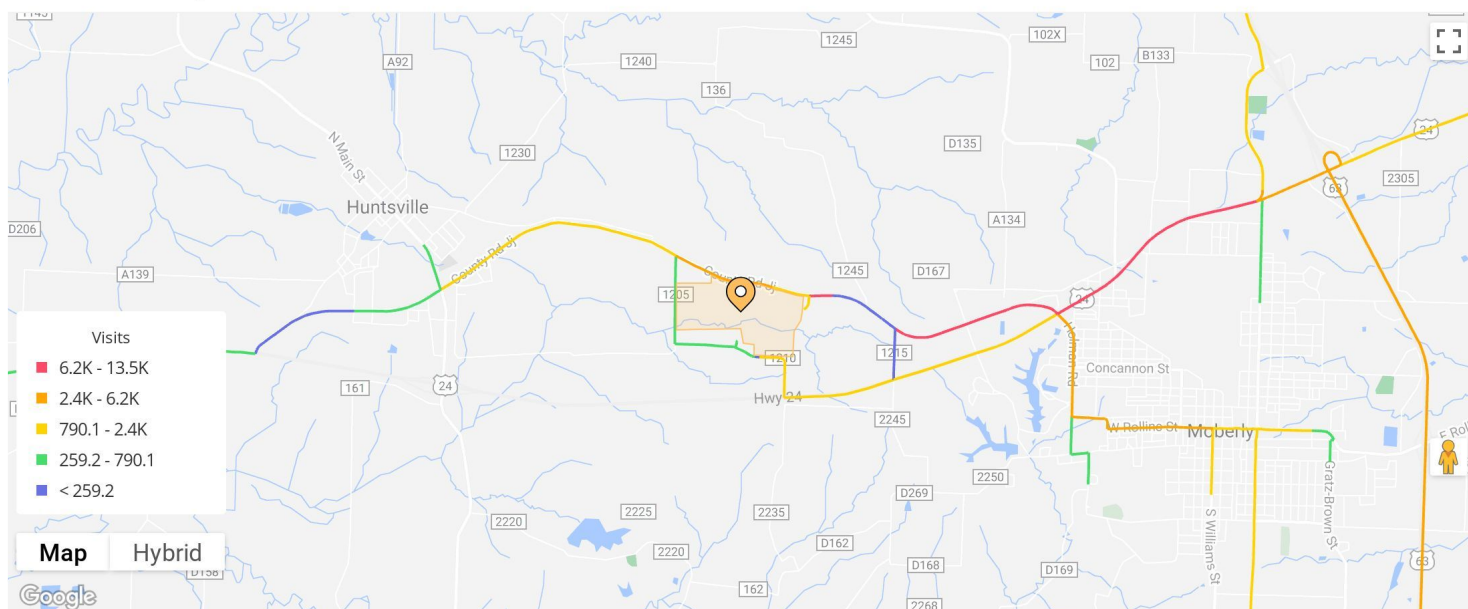 1245
102X
B133
A92
1240
102
136
24
D135
N Main St
1230
63
2305
Huntsville
D206
A134
County Rd Jj
County Rd Jj
1245
D167
A139
1205
24
Visits
6.2K - 13.5K
2.4K - 6.2K
790.1 - 2.4K
259.2 - 790.1
< 259.2
1210
1215
Concannon St
161
24
Hwy 24
2245
W Rollins St
Moberly
2250
D269
Gratz-Brown St
2220
2225
2235
S Williams St
Map
Hybrid
2220
D162
D158
D168
D169
63
162
2268
Google